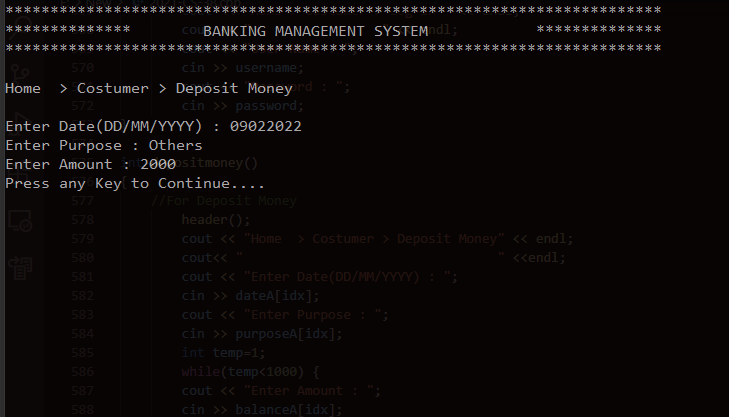 *************************************************************************
**************        BANKING MANAGEMENT SYSTEM            **************
*************************************************************************
570 cin >> username;
572 cin >> password;
Home  > Costumer > Deposit Money
Enter Date(DD/MM/YYYY) : 09022022
Enter Purpose : Others
Enter Amount : 2000
Press any Key to Continue....
577 //For Deposit Money
578 header();
579 cout << "Home  > Costumer > Deposit Money" << endl;
580 cout<< "                                " <<endl;
581 cout << "Enter Date(DD/MM/YYYY) : ";
582 cin >> dateA[idx];
583 cout << "Enter Purpose : ";
584 cin >> purposeA[idx];
585 int temp=1;
586 while(temp<1000) {
587 cout << "Enter Amount : ";
588 cin >> balanceA[idx];